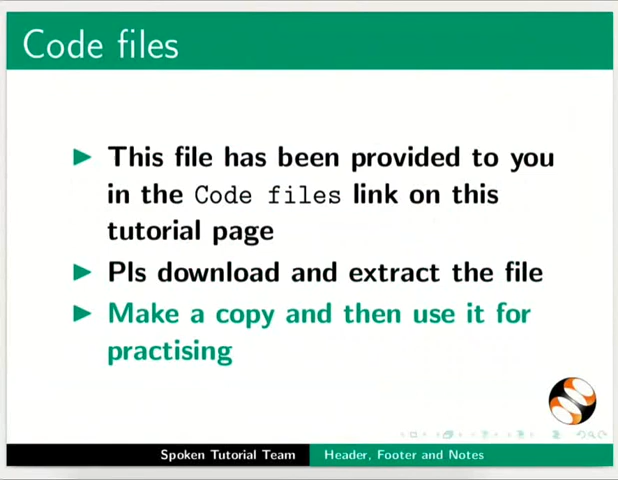 Code files
This file has been provided to you
in the Code files link on this
tutorial page
Pls download and extract the file
Make a copy and then use it for
practising
Spoken Tutorial Team
Header, Footer and Notes